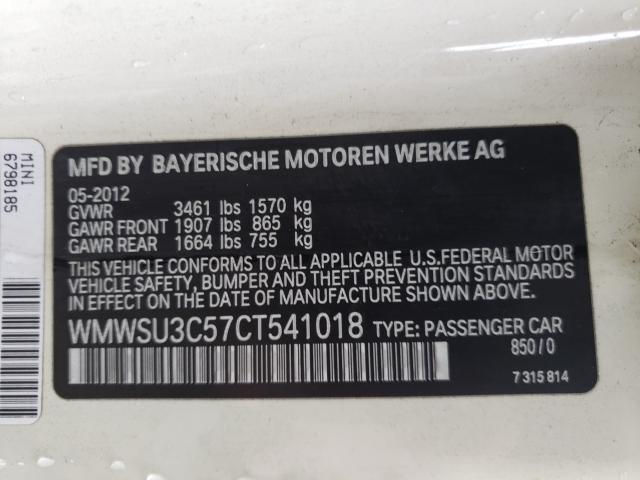 MFD BY BAYERISCHE MOTOREN WERKE AG
05-2012
GVWR 3461 lbs 1570 kg
GAWR FRONT 1907 lbs 865 kg
GAWR REAR 1664 lbs 755 kg
THIS VEHICLE CONFORMS TO ALL APPLICABLE U.S.FEDERAL MOTOR
VEHICLE SAFETY, BUMPER AND THEFT PREVENTION STANDARDS
IN EFFECT ON THE DATE OF MANUFACTURE SHOWN ABOVE.
WMWSU3C57CT541018 TYPE: PASSENGER CAR
850/0
7 315 814
MINI
6798185